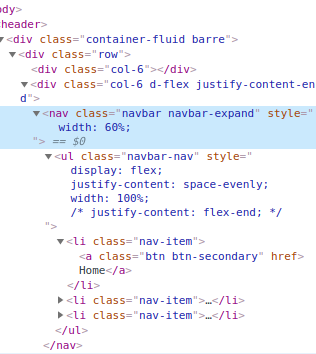 ody>
<header>
▼<div class="container-fluid barre">
▼<div class="row">
<div class="col-6"></div>
▼<div class="col-6 d-flex justify-content-en
d">
▼<nav class="navbar navbar-expand" style="
width: 60%;
"> == $0
▼<ul class="navbar-nav" style="
display: flex;
justify-content: space-evenly;
width: 100%;
/* justify-content: flex-end; */
">
▼<li class="nav-item">
<a class="btn btn-secondary" href>
Home</a>
</li>
▶<li class="nav-item">…</li>
▶<li class="nav-item">…</li>
</ul>
</nav>